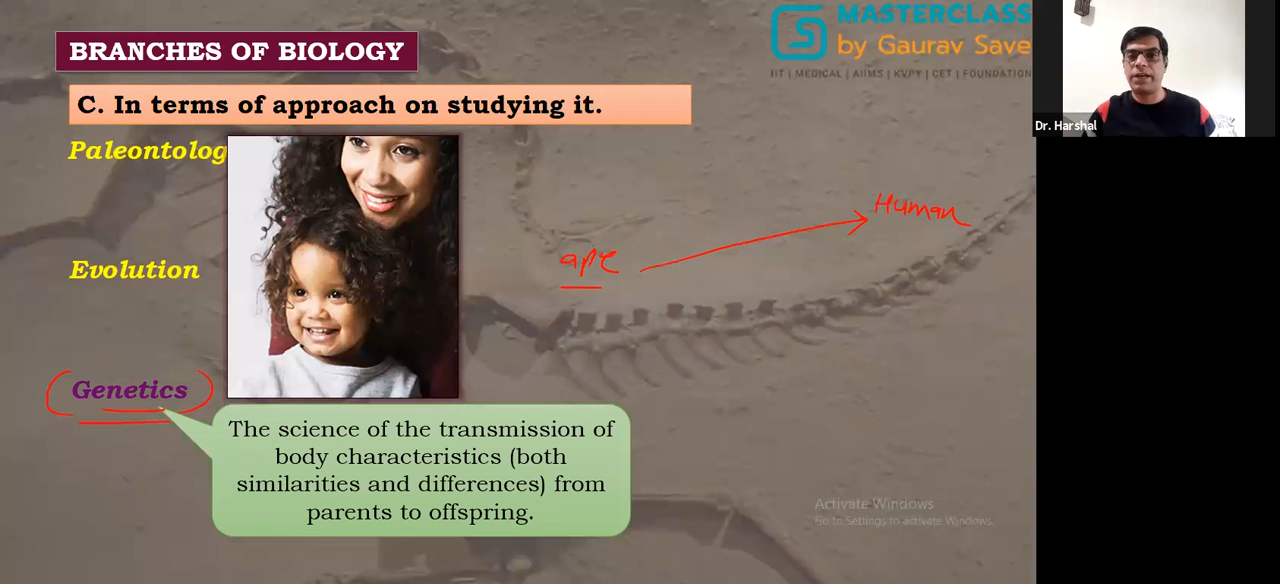 BRANCHES OF BIOLOGY
MASTERCLASS
by Gaurav Save
IIT | MEDICAL | AIIMS | KVPY | CET | FOUNDATION
C. In terms of approach on studying it.
Dr. Harshal
Paleontolog
Human
ape
Evolution
Genetics
The science of the transmission of
body characteristics (both
similarities and differences) from
parents to offspring.
Activate Windows
Go to Settings to activate Windows.